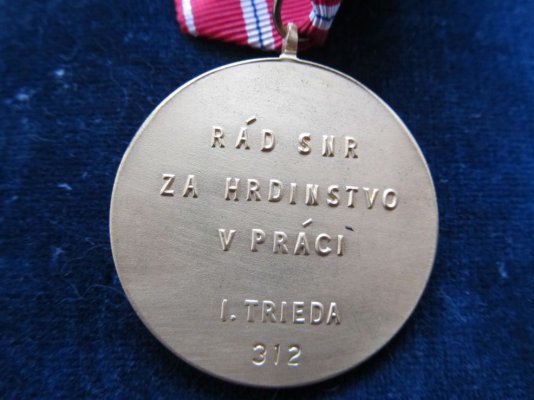 RÁD SNR
ZA HRDINSTVO
V PRÁCI
I. TRIEDA
312